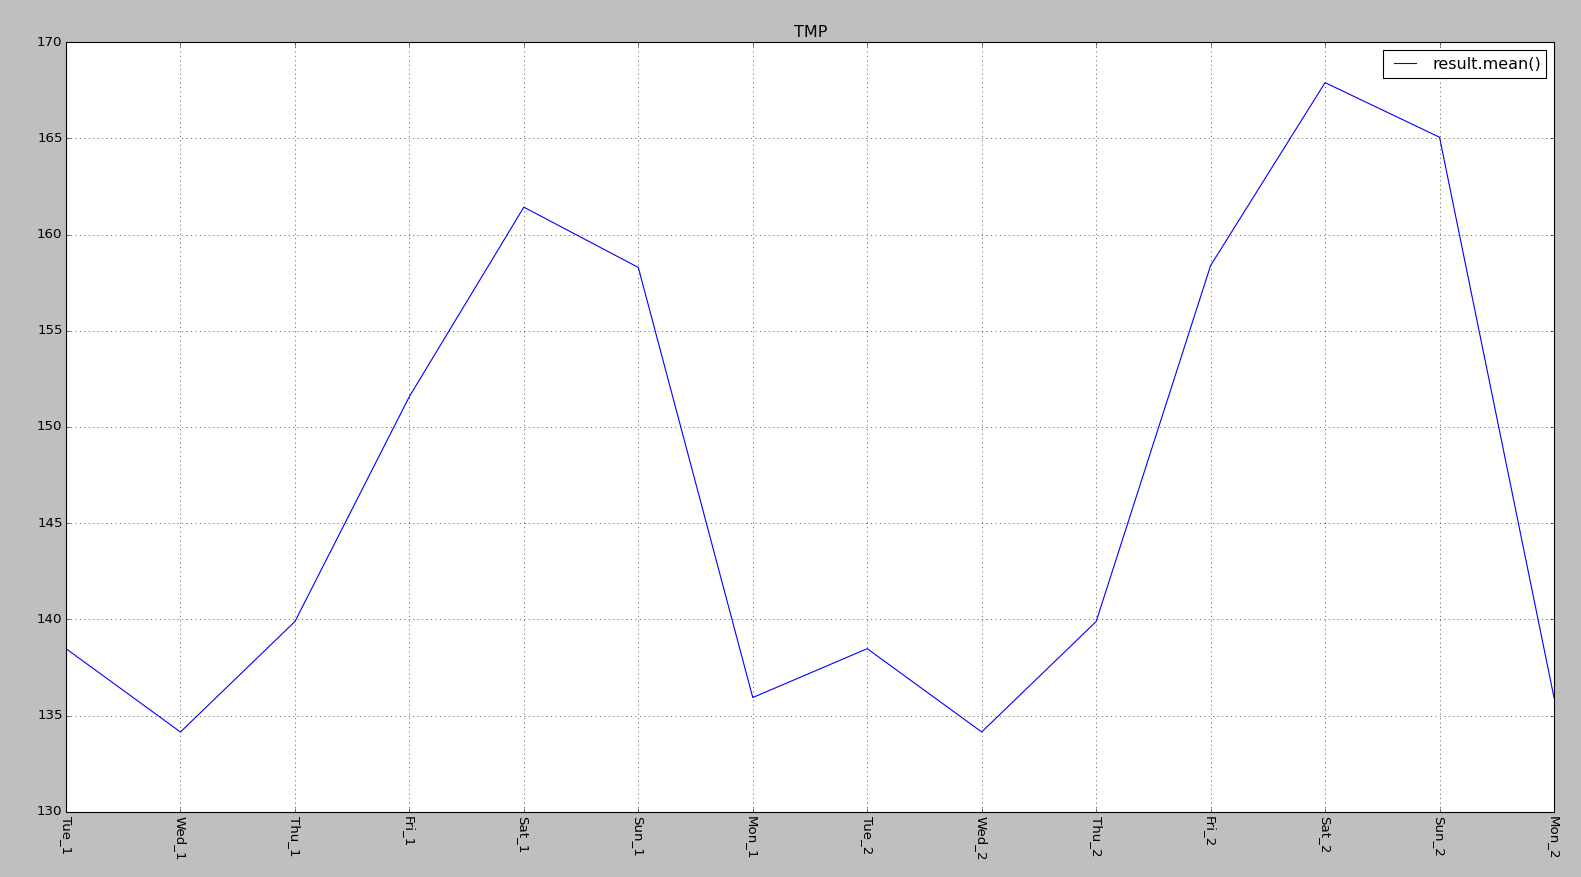 TMP
result.mean()
170
165
160
155
150
145
140
135
130
Tue_1
Wed_1
Thu_1
Fri_1
Sat_1
Sun_1
Mon_1
Tue_2
Wed_2
Thu_2
Fri_2
Sat_2
Sun_2
Mon_2